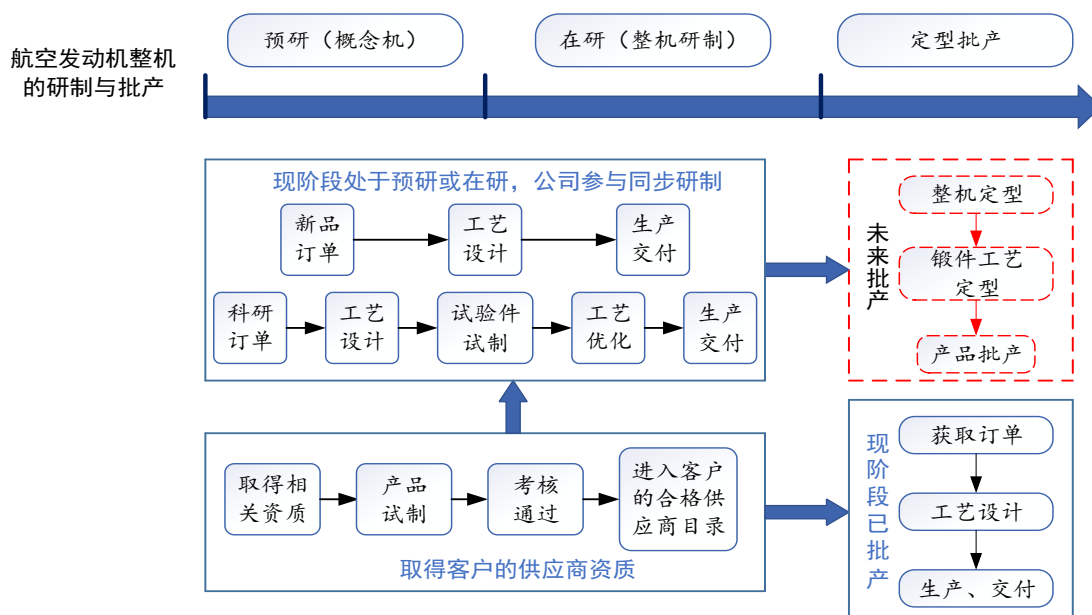 航空发动机整机
的研制与批产
预研（概念机）
在研（整机研制）
定型批产
现阶段处于预研或在研，公司参与同步研制
新品
订单
工艺
设计
生产
交付
科研
订单
工艺
设计
试验件
试制
工艺
优化
生产
交付
未来批产
整机定型
锻件工艺
定型
产品批产
取得相
关资质
产品
试制
考核
通过
进入客户
的合格供
应商目录
取得客户的供应商资质
现阶段已批产
获取订单
工艺设计
生产、交付